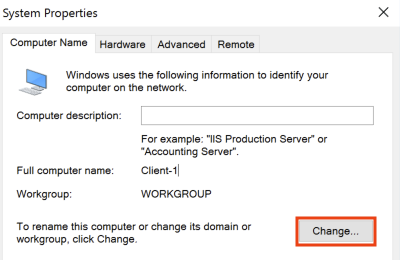 System Properties
Computer Name Hardware Advanced Remote
Windows uses the following information to identify your
computer on the network.
Computer description:
For example: "IIS Production Server" or
"Accounting Server".
Full computer name: Client-1
Workgroup: WORKGROUP
To rename this computer or change its domain or
workgroup, click Change.
Change...